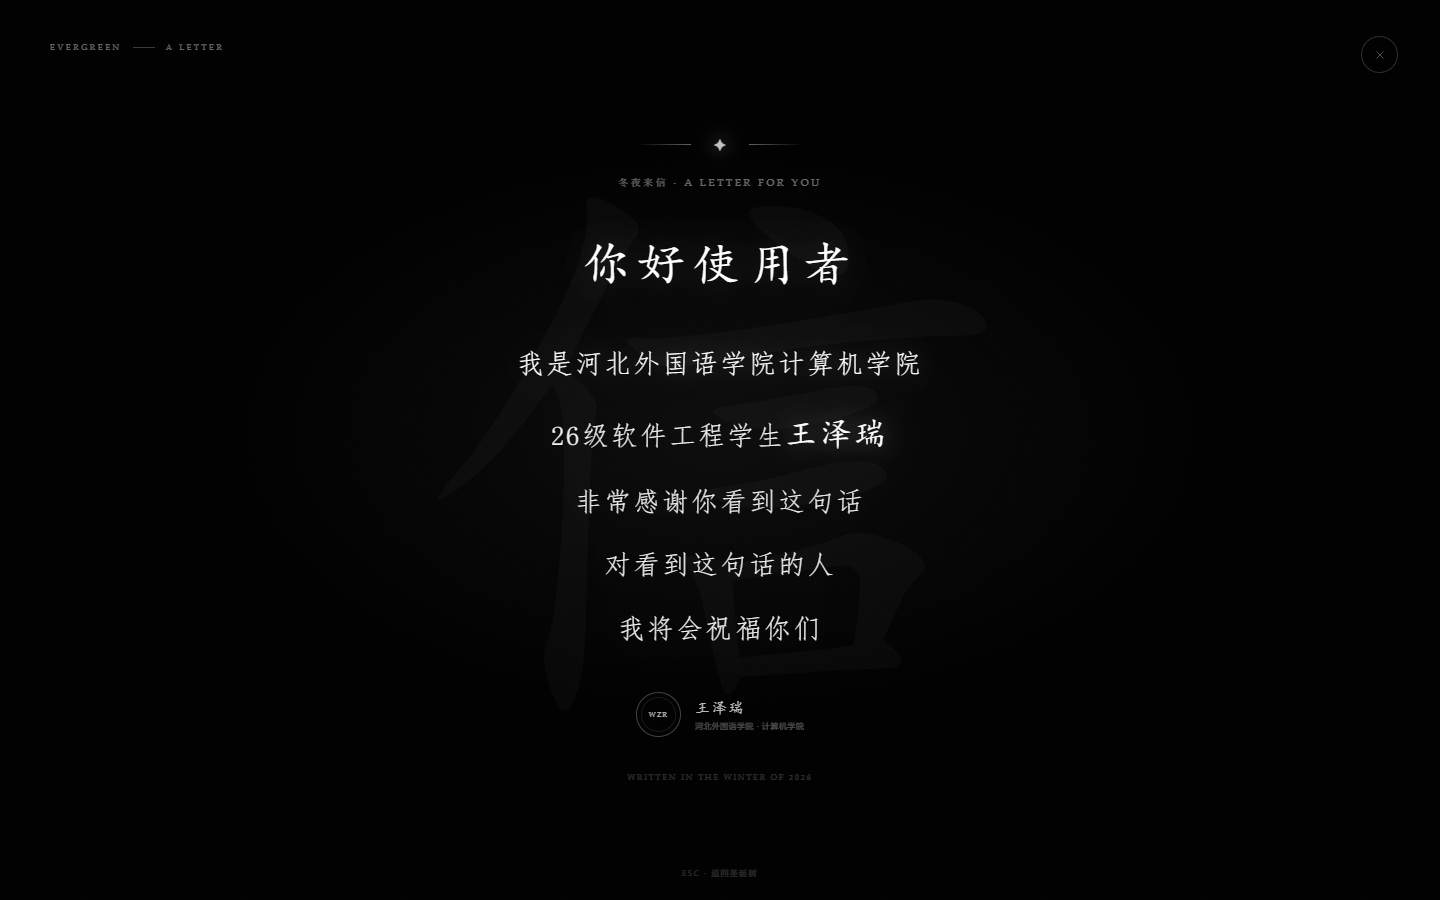 EVERGREEN — A LETTER
冬夜来信 · A LETTER FOR YOU
你好使用者
我是河北外国语学院计算机学院
26级软件工程学生王泽瑞
非常感谢你看到这句话
对看到这句话的人
我将会祝福你们
WZR
王泽瑞
河北外国语学院 · 计算机学院
WRITTEN IN THE WINTER OF 2026
ESC · 返回圣诞树
信